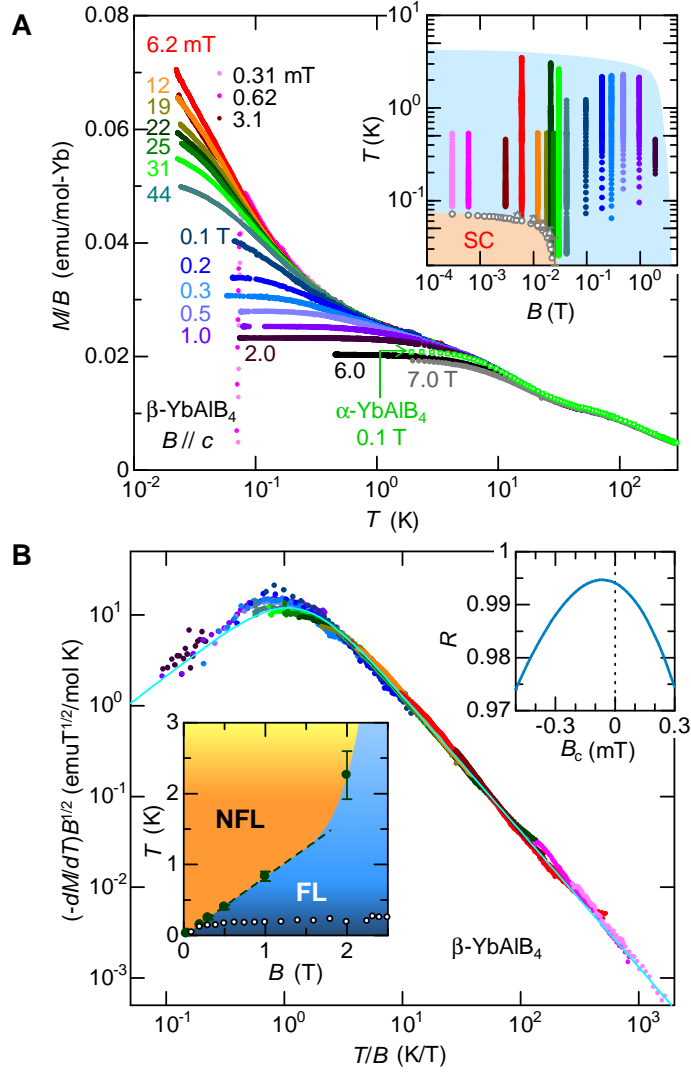 A
0.08
0.06
0.04
0.02
0
M/B (emu/mol-Yb)
6.2 mT
12
19
22
25
31
44
0.1 T
0.2
0.3
0.5
1.0
2.0
6.0
7.0 T
0.31 mT
0.62
3.1
α-YbAlB₄
0.1 T
β-YbAlB₄
B // c
10⁻² 10⁻¹ 10⁰ 10¹ 10²
T (K)
10¹
10⁰
10⁻¹
T (K)
SC
10⁻⁴ 10⁻³ 10⁻² 10⁻¹ 10⁰
B (T)
B
10¹
10⁰
10⁻¹
10⁻²
10⁻³
(-dM/dT)B^{1/2} (emuT^{1/2}/mol K)
1
0.99
0.98
0.97
R
-0.3 0 0.3
B_c (mT)
3
2
1
0
T (K)
NFL
FL
0 1 2
B (T)
β-YbAlB₄
10⁻¹ 10⁰ 10¹ 10² 10³
T/B (K/T)